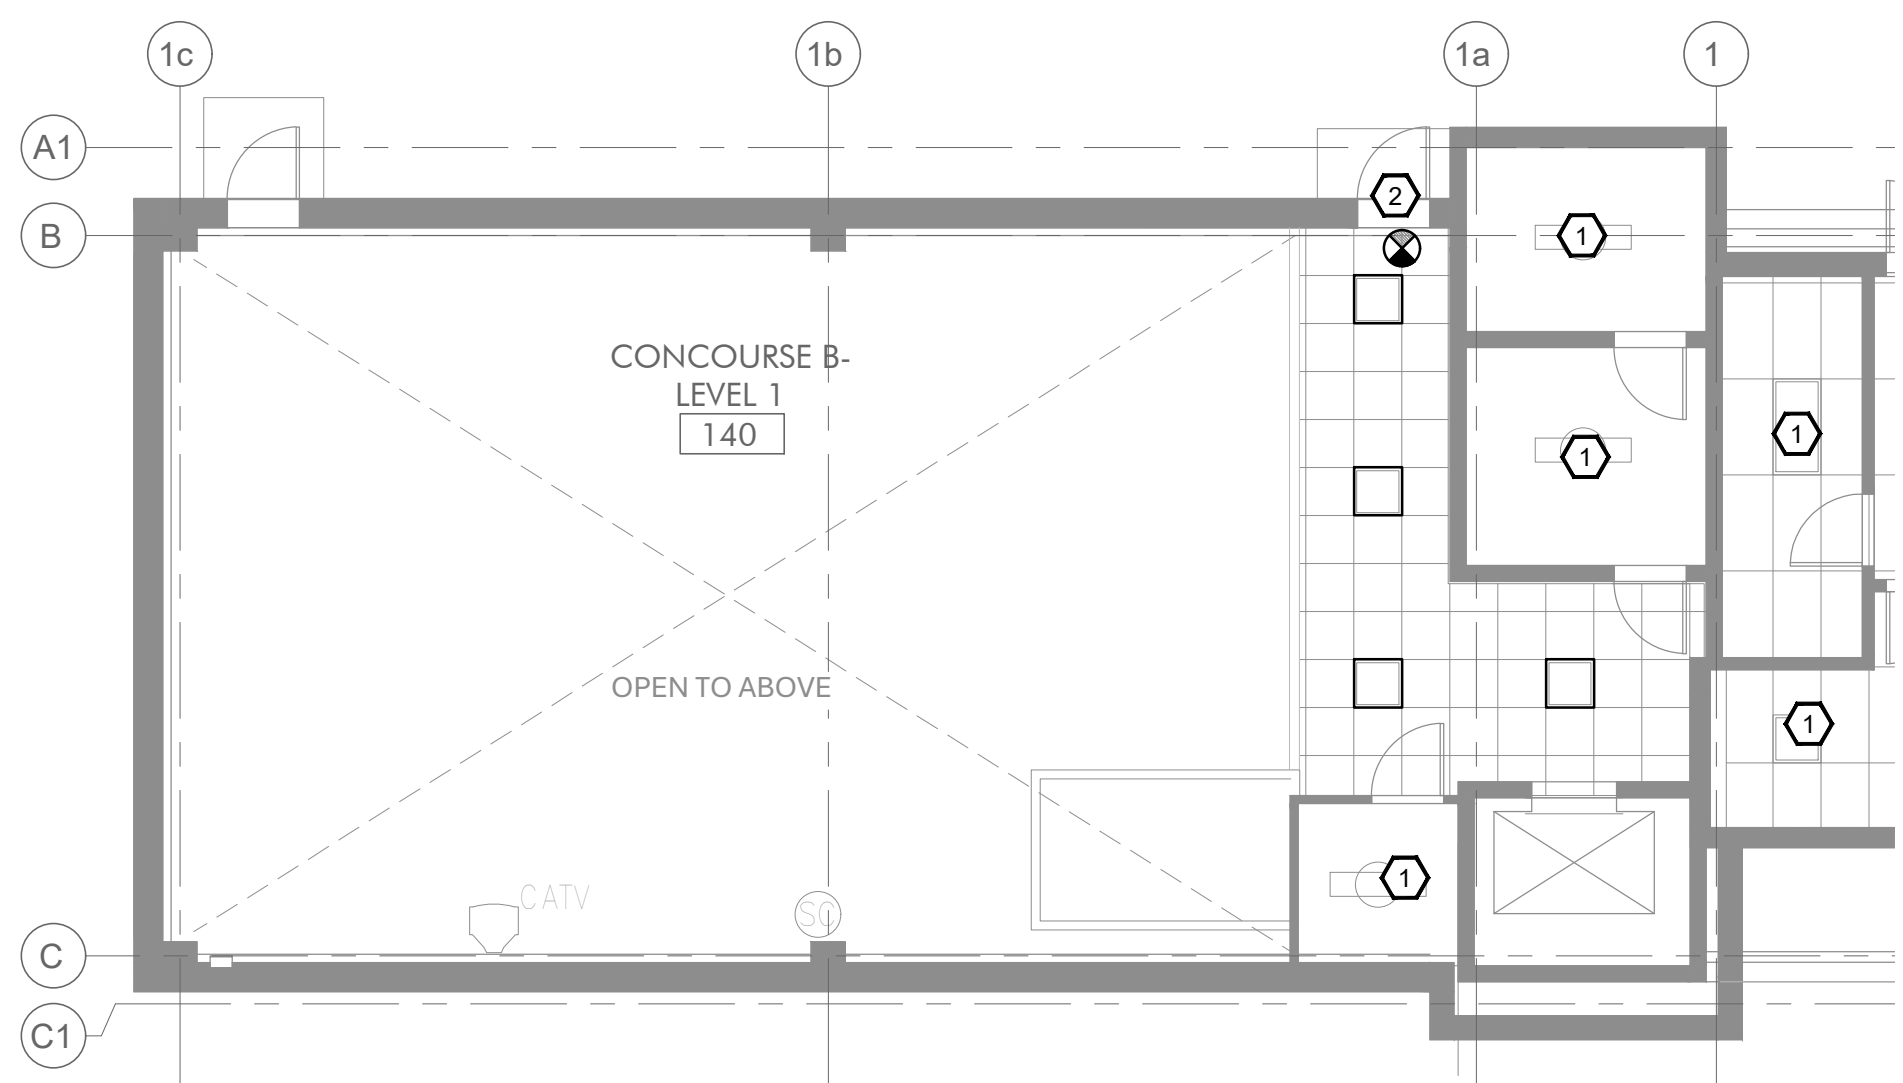 1c
1b
1a
1
A1
2
B
1
CONCOURSE B-
LEVEL 1
140
1
1
OPEN TO ABOVE
1
CATV
SC
1
C
C1